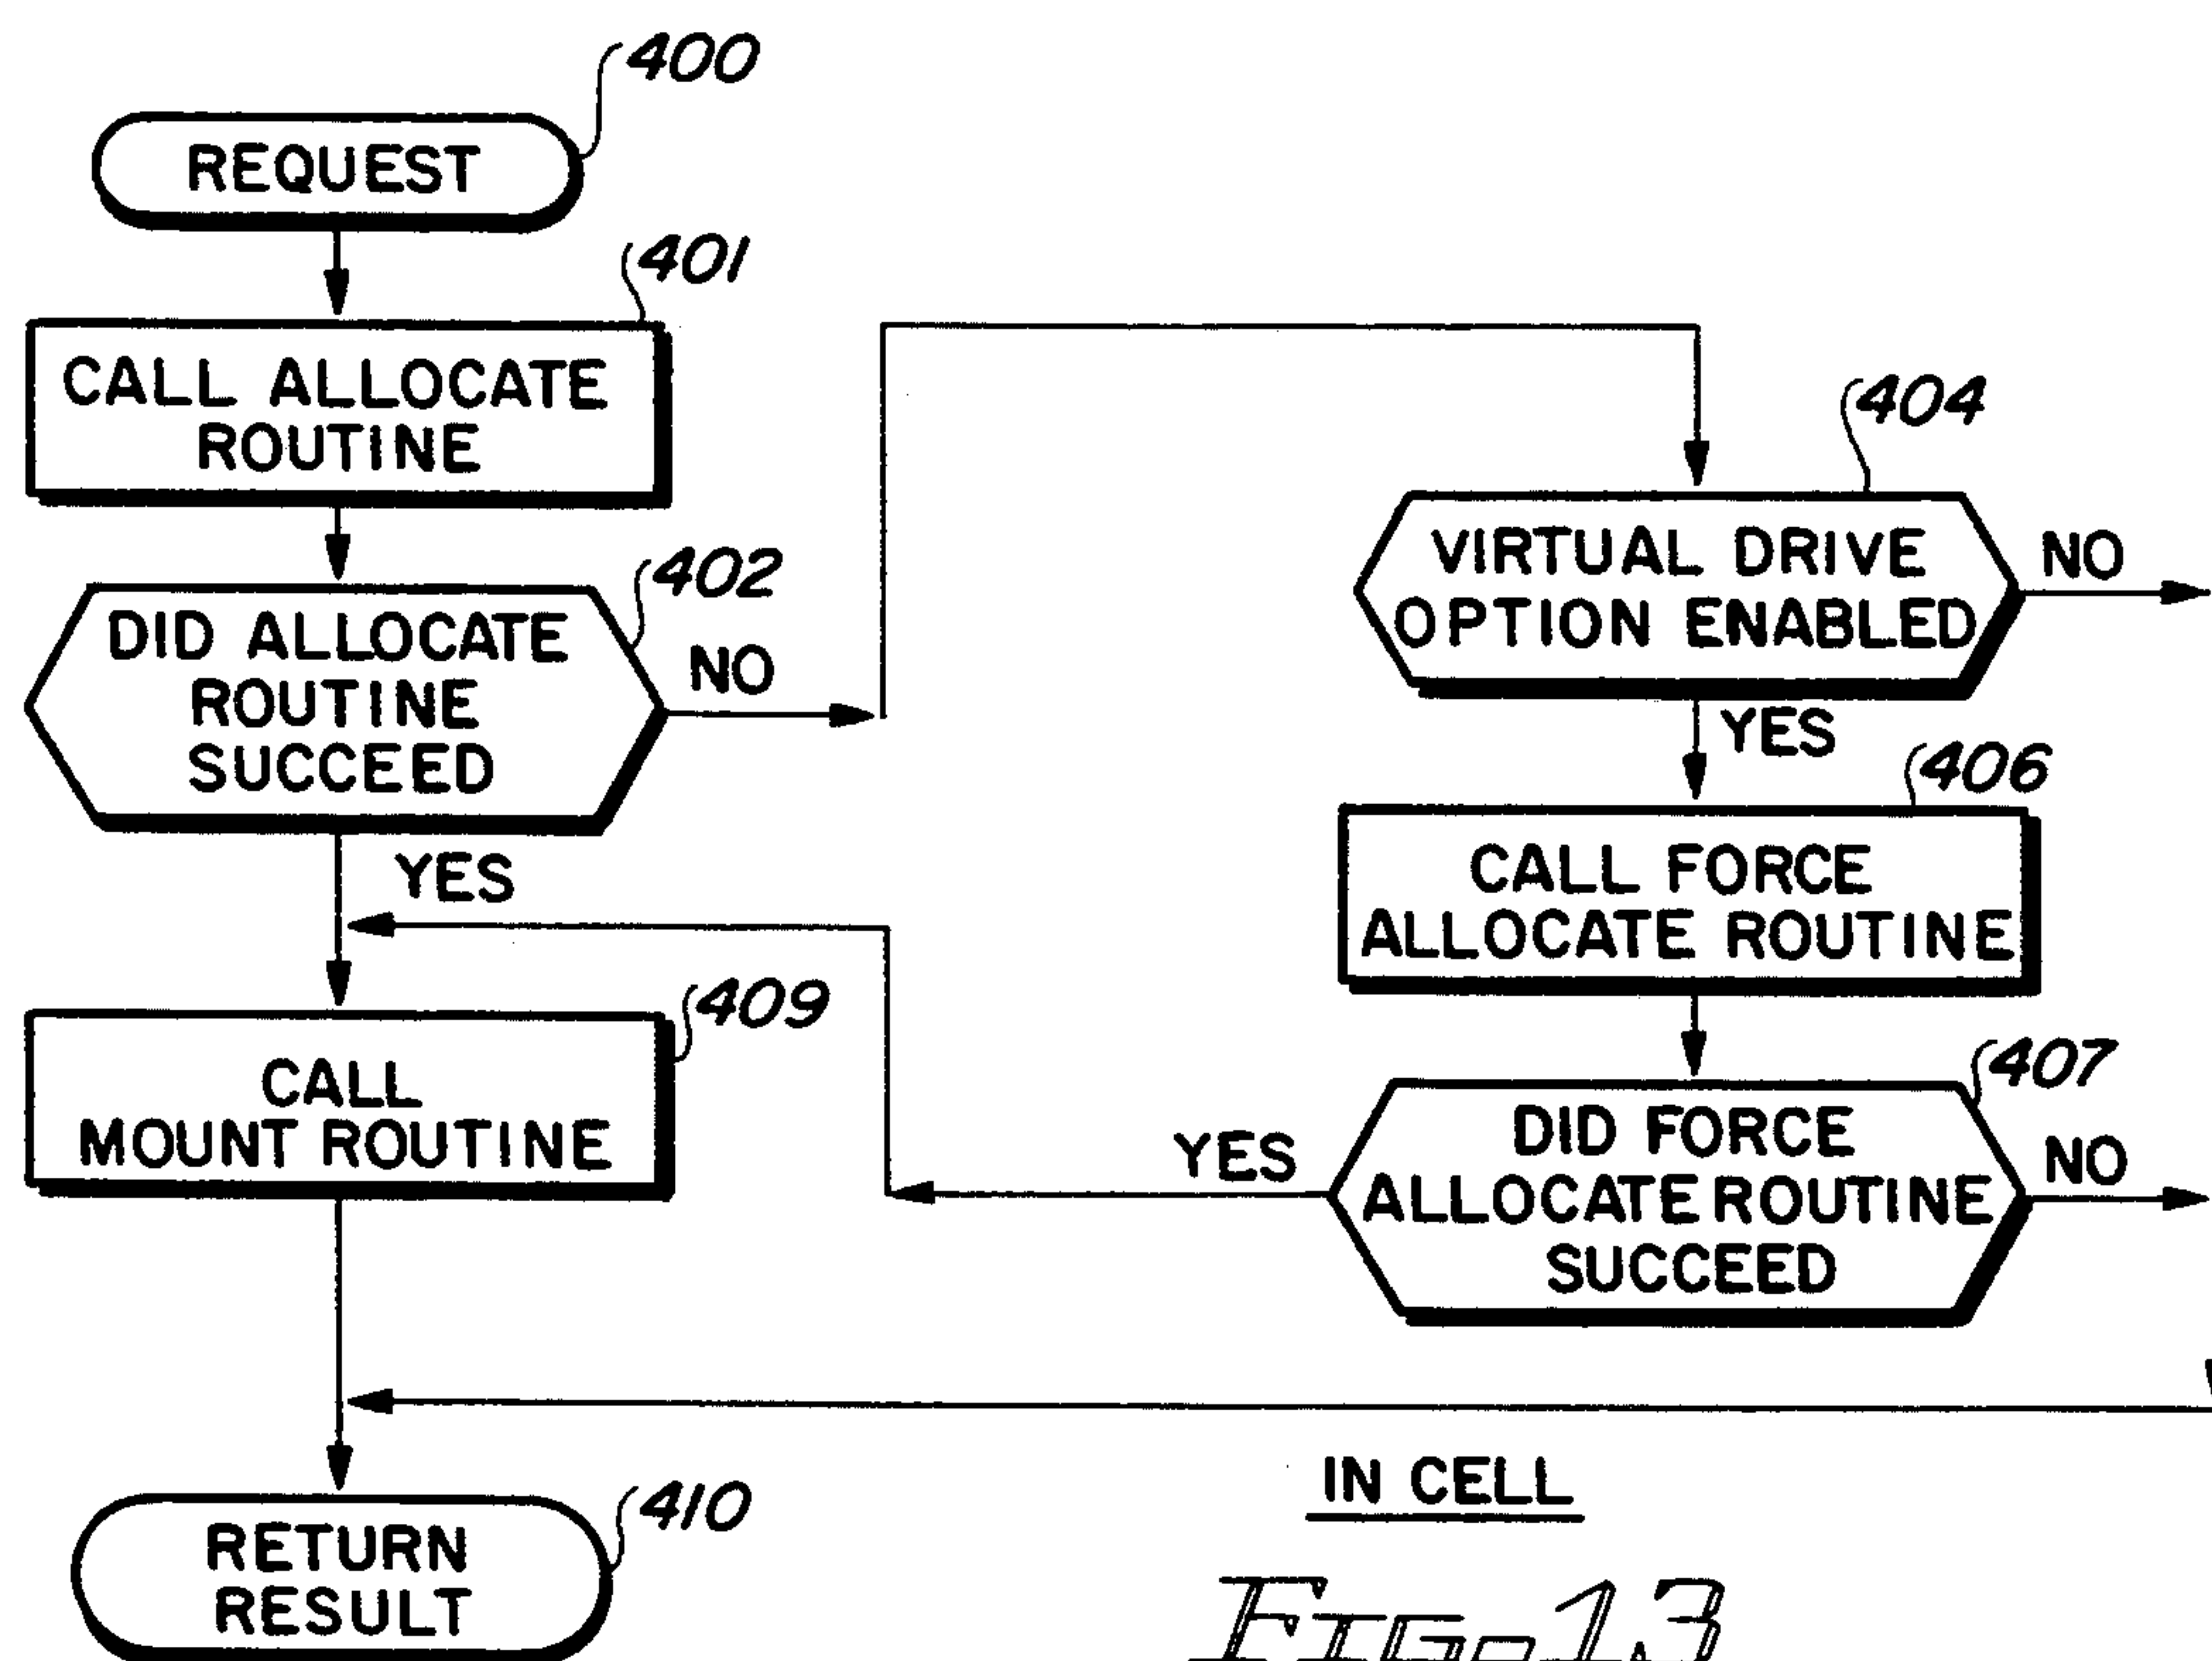 400
REQUEST
401
CALL ALLOCATE
ROUTINE
402
DID ALLOCATE
ROUTINE
SUCCEED
NO
YES
404
VIRTUAL DRIVE
OPTION ENABLED
NO
YES
406
CALL FORCE
ALLOCATE ROUTINE
407
DID FORCE
ALLOCATE ROUTINE
SUCCEED
NO
YES
409
CALL
MOUNT ROUTINE
410
RETURN
RESULT
IN CELL
FIG. 13